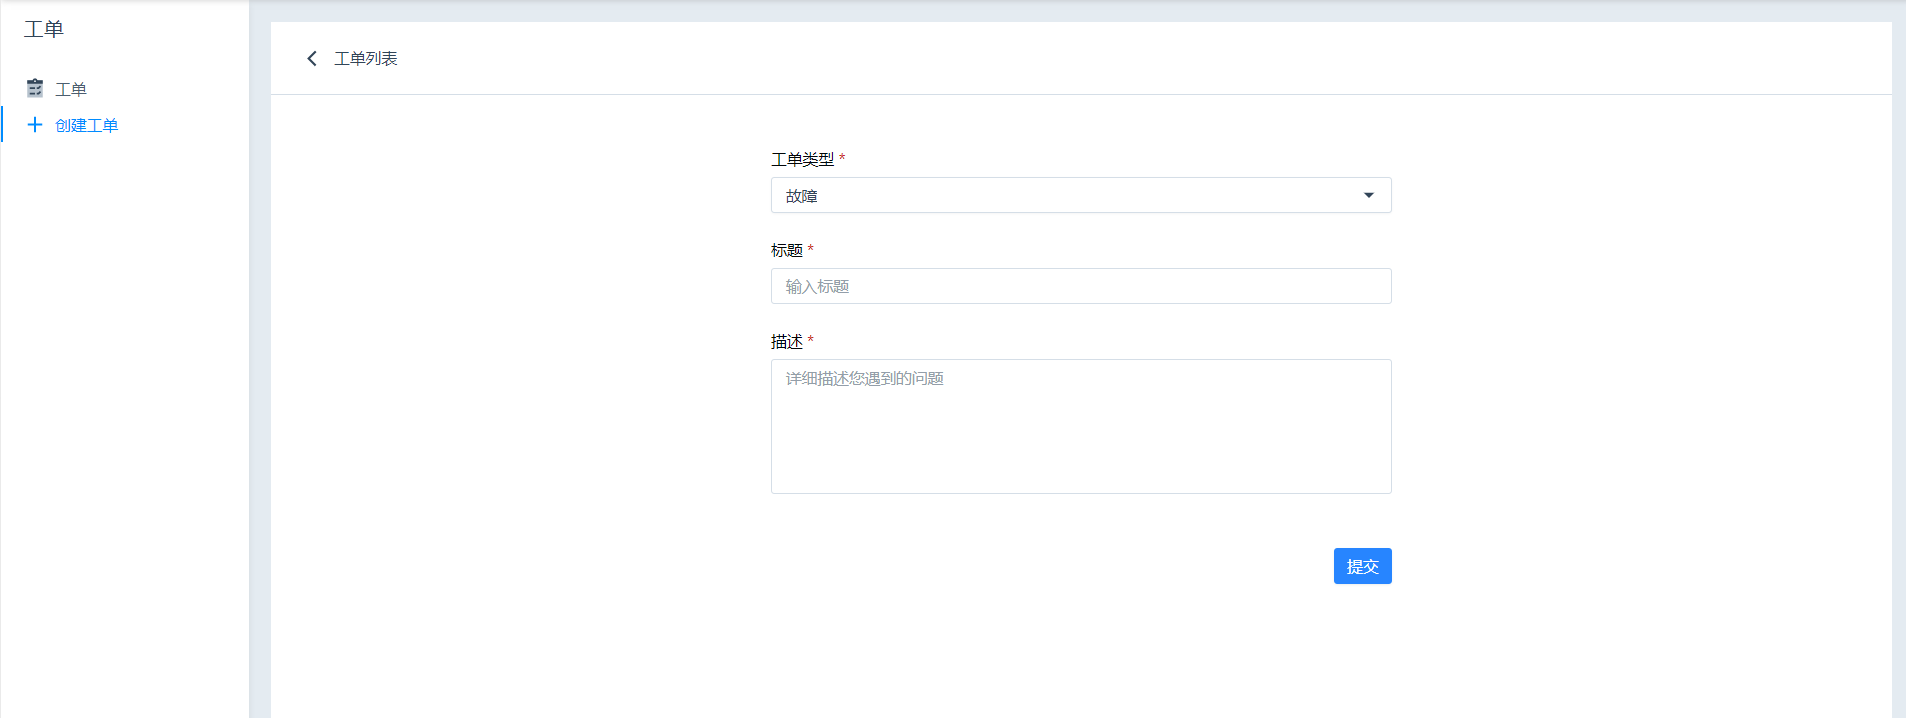 工单
工单
创建工单
工单列表
工单类型 *
故障
标题 *
输入标题
描述 *
详细描述您遇到的问题
提交